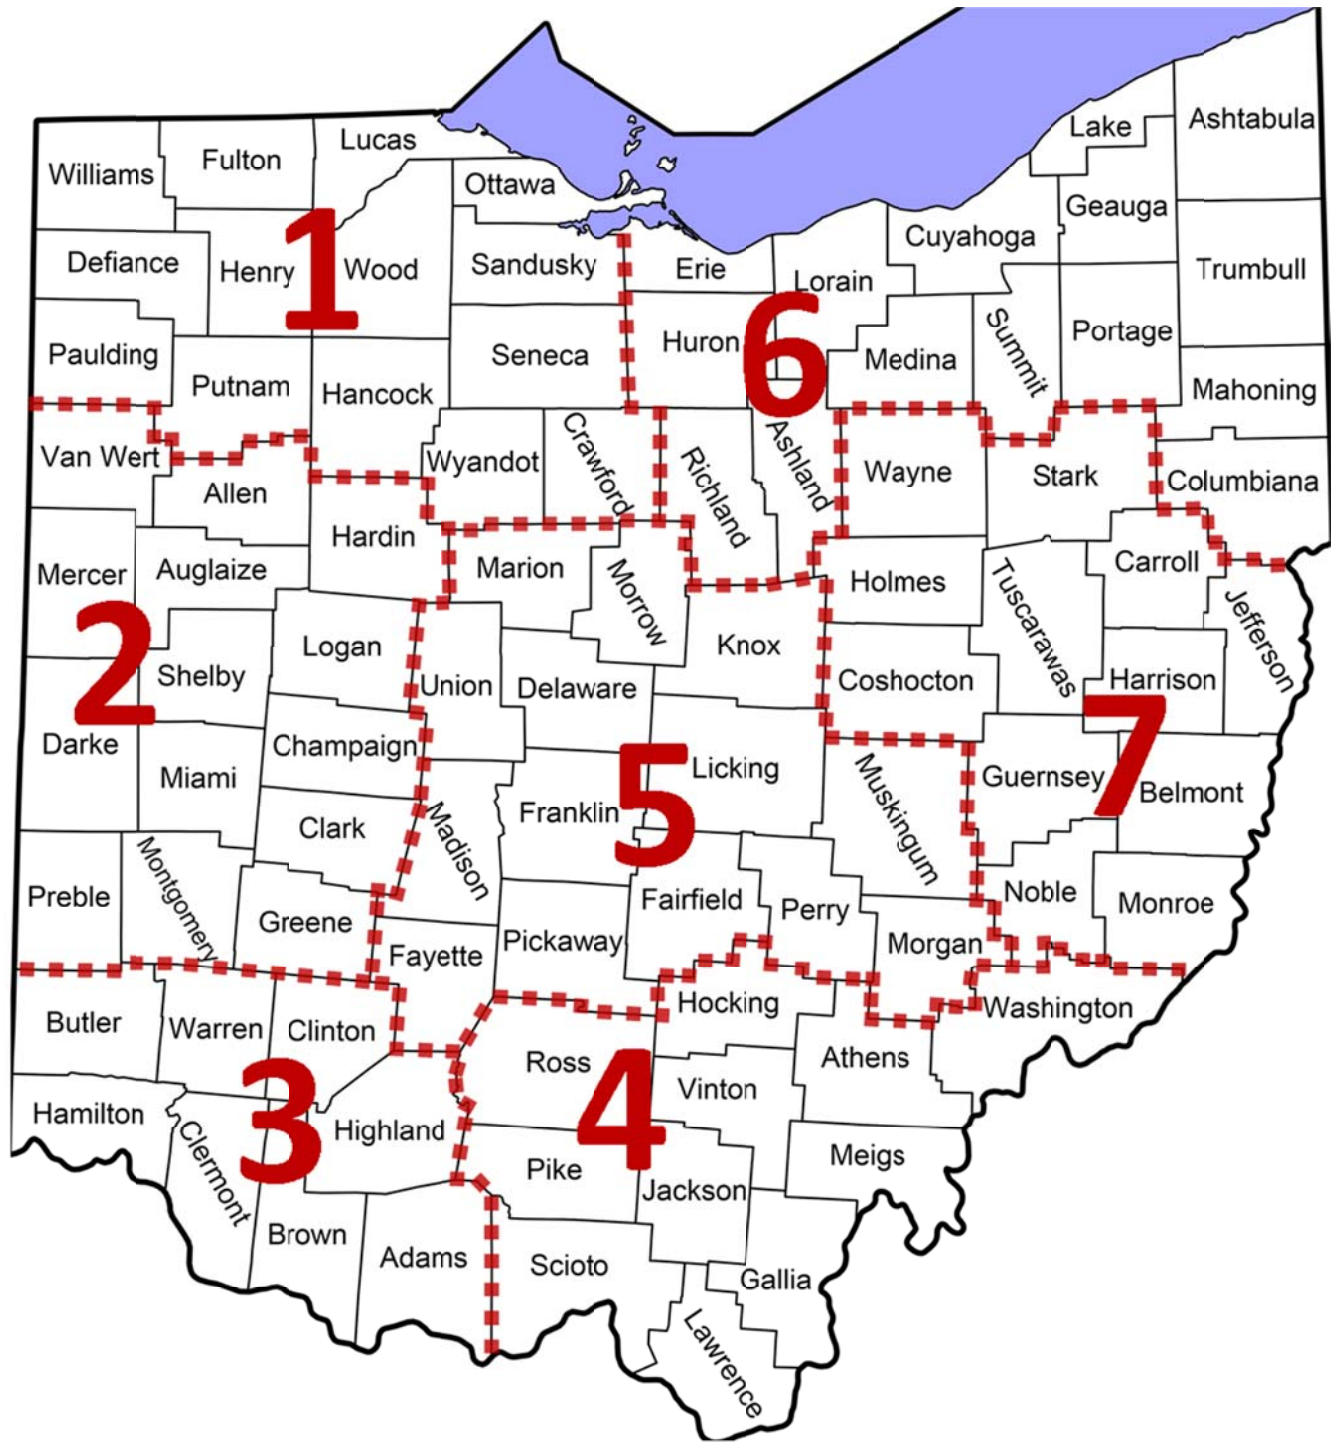 Lake
Ashtabula
Lucas
Fulton
Williams
Ottawa
Geauga
Cuyahoga
Defiance
Henry
1
Wood
Sandusky
Erie
Lorain
Trumbull
Paulding
Putnam
Hancock
Seneca
Huron
6
Medina
Summit
Portage
Mahoning
Van Wert
Allen
Wyandot
Crawford
Richland
Ashland
Wayne
Stark
Columbiana
Hardin
Marion
Morrow
Holmes
Tuscarawas
Carroll
Jefferson
Mercer
Auglaize
2
Shelby
Logan
Union
Delaware
Knox
Coshocton
Harrison
7
Darke
Miami
Champaign
Clark
Madison
Franklin
5
Licking
Muskingum
Guernsey
Belmont
Preble
Montgomery
Greene
Fayette
Pickaway
Fairfield
Perry
Morgan
Noble
Monroe
Butler
Warren
Clinton
Ross
Hocking
Athens
Washington
Hamilton
Clermont
3
Highland
4
Vinton
Pike
Jackson
Meigs
Brown
Adams
Scioto
Gallia
Lawrence